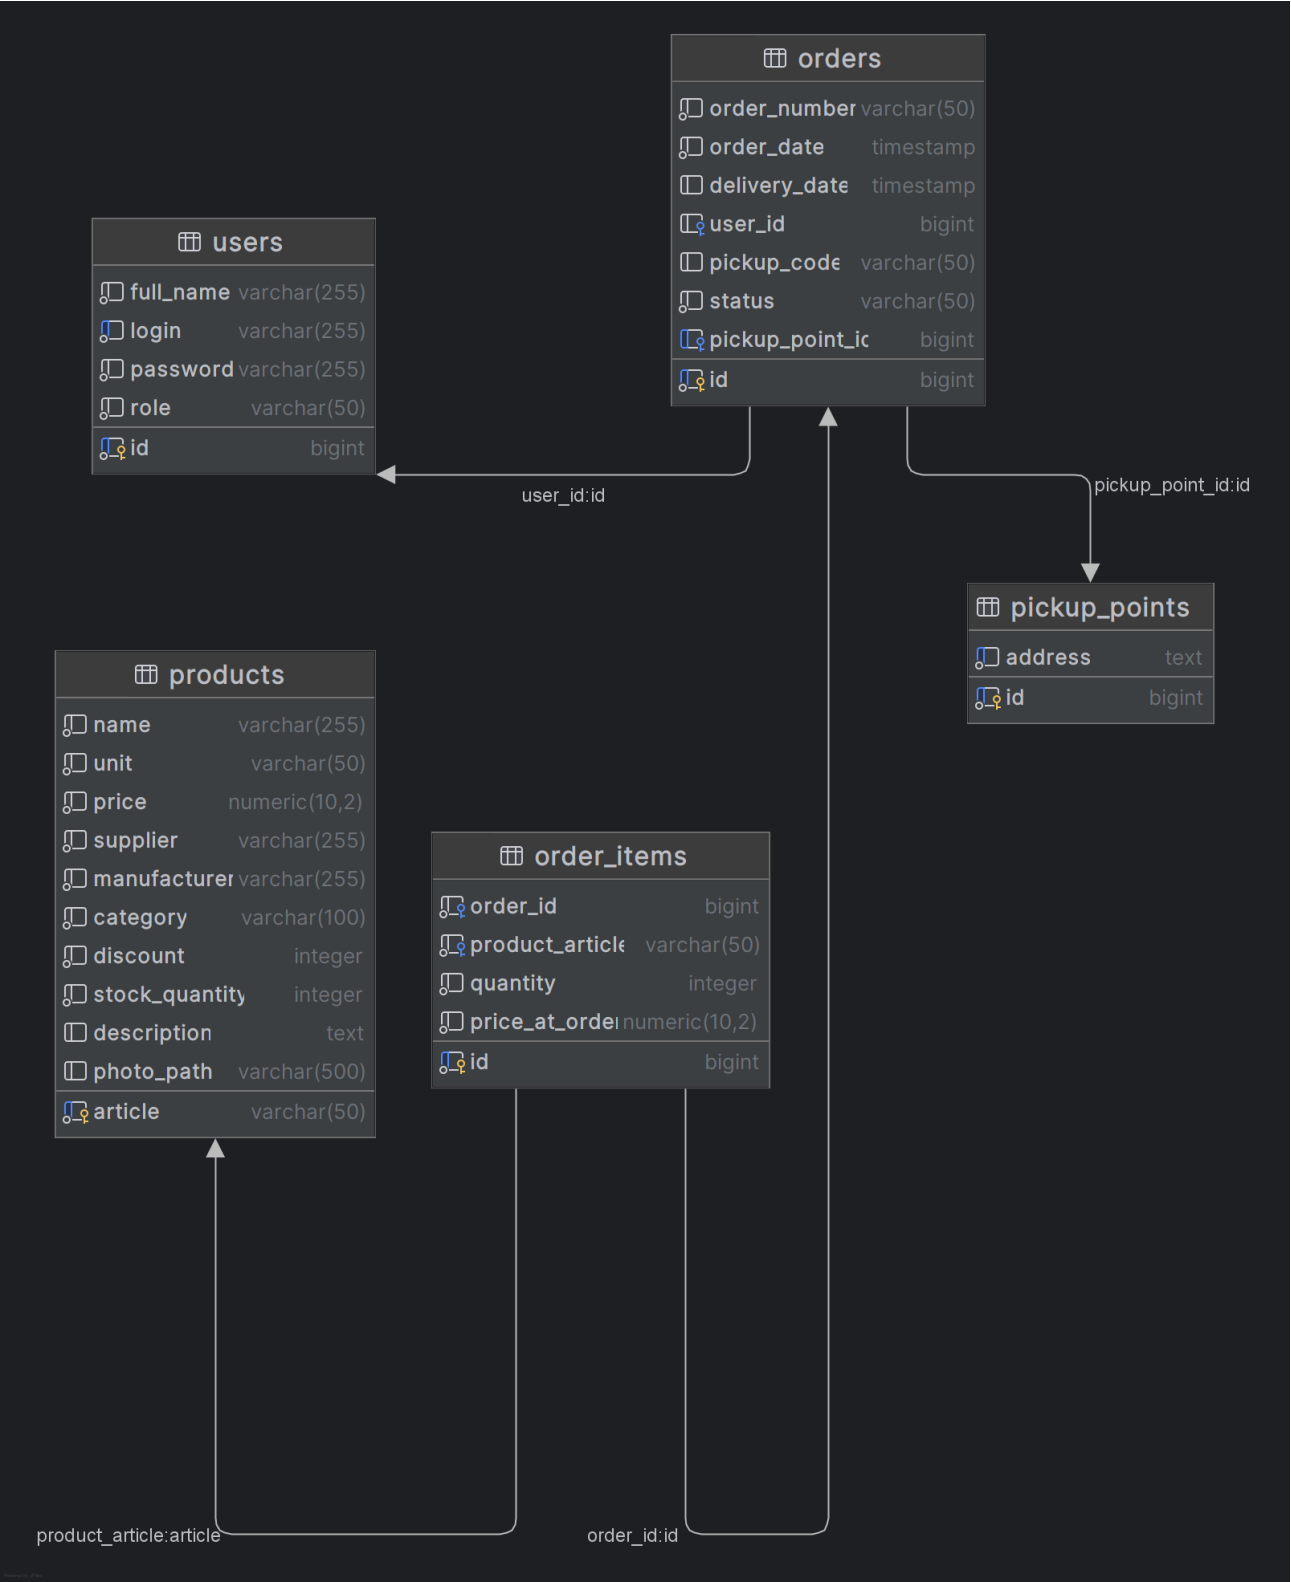 orders
order_number varchar(50)
order_date timestamp
delivery_date timestamp
user_id bigint
pickup_code varchar(50)
status varchar(50)
pickup_point_ic bigint
id bigint
users
full_name varchar(255)
login varchar(255)
password varchar(255)
role varchar(50)
id bigint
user_id:id
pickup_point_id:id
pickup_points
address text
id bigint
products
name varchar(255)
unit varchar(50)
price numeric(10,2)
supplier varchar(255)
manufacturer varchar(255)
category varchar(100)
discount integer
stock_quantity integer
description text
photo_path varchar(500)
article varchar(50)
order_items
order_id bigint
product_article varchar(50)
quantity integer
price_at_order numeric(10,2)
id bigint
product_article:article
order_id:id